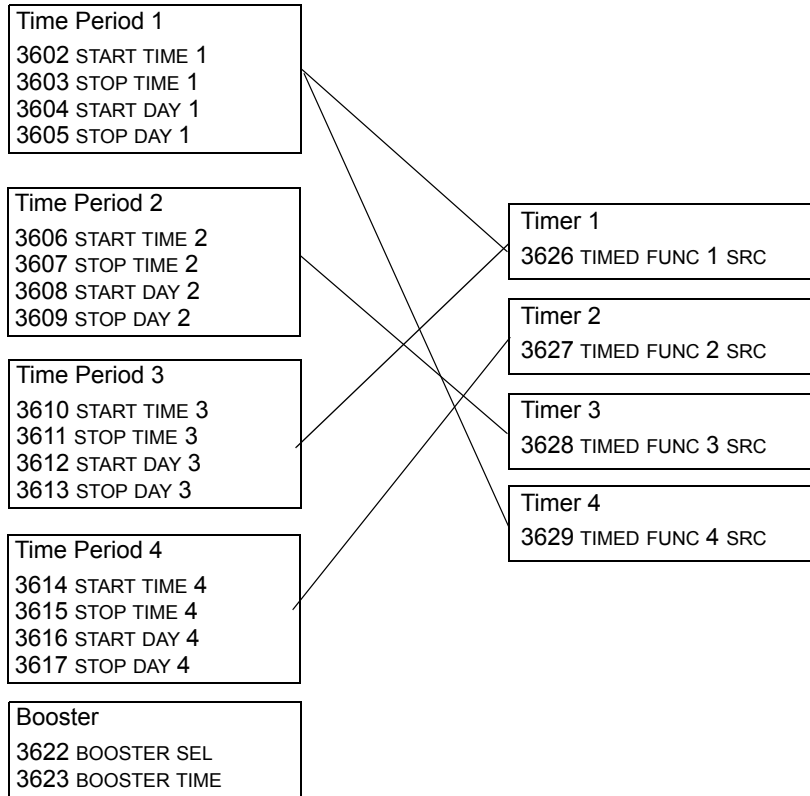 Time Period 1
3602 START TIME 1
3603 STOP TIME 1
3604 START DAY 1
3605 STOP DAY 1
Time Period 2
3606 START TIME 2
3607 STOP TIME 2
3608 START DAY 2
3609 STOP DAY 2
Time Period 3
3610 START TIME 3
3611 STOP TIME 3
3612 START DAY 3
3613 STOP DAY 3
Time Period 4
3614 START TIME 4
3615 STOP TIME 4
3616 START DAY 4
3617 STOP DAY 4
Booster
3622 BOOSTER SEL
3623 BOOSTER TIME
Timer 1
3626 TIMED FUNC 1 SRC
Timer 2
3627 TIMED FUNC 2 SRC
Timer 3
3628 TIMED FUNC 3 SRC
Timer 4
3629 TIMED FUNC 4 SRC